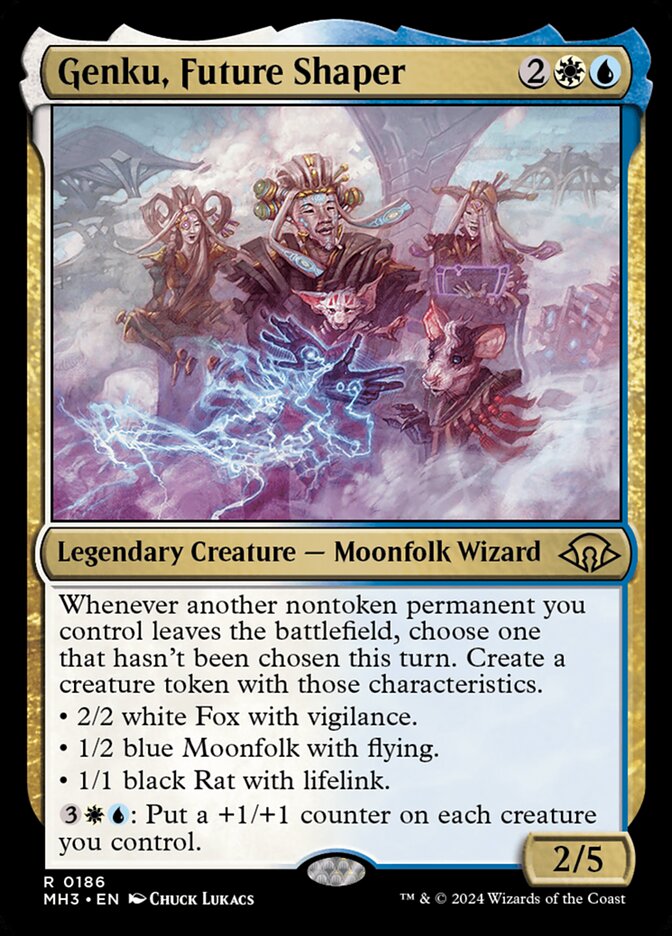 Genku, Future Shaper 2
Legendary Creature — Moonfolk Wizard
Whenever another nontoken permanent you
control leaves the battlefield, choose one
that hasn't been chosen this turn. Create a
creature token with those characteristics.
• 2/2 white Fox with vigilance.
• 1/2 blue Moonfolk with flying.
• 1/1 black Rat with lifelink.
3: Put a +1/+1 counter on each creature
you control.
2/5
R 0186
MH3 • EN Chuck Lukacs
™ & © 2024 Wizards of the Coast